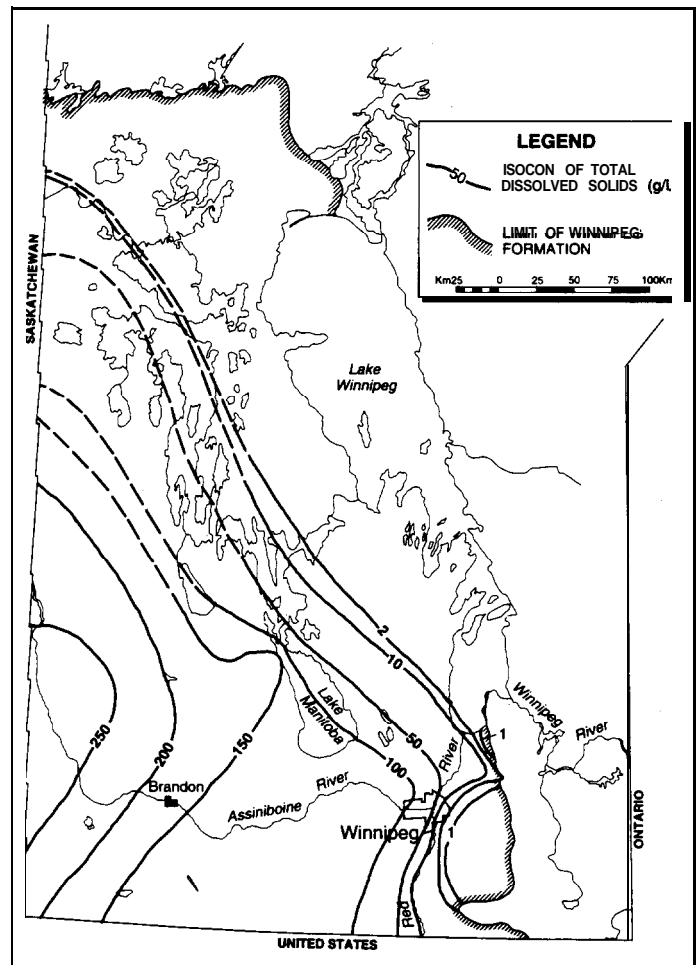 LEGEND
50
ISOCON OF TOTAL
DISSOLVED SOLIDS (g/l
LIMIT OF WINNIPEG
FORMATION
Km25 0 25 50 75 100Km
SASKATCHEWAN
Lake
Winnipeg
2
10
Winnipeg
River
1
Lake
Manitoba
50
River
250
200
150
100
Brandon
River
Assiniboine
Winnipeg
1
ONTARIO
Red
UNITED STATES